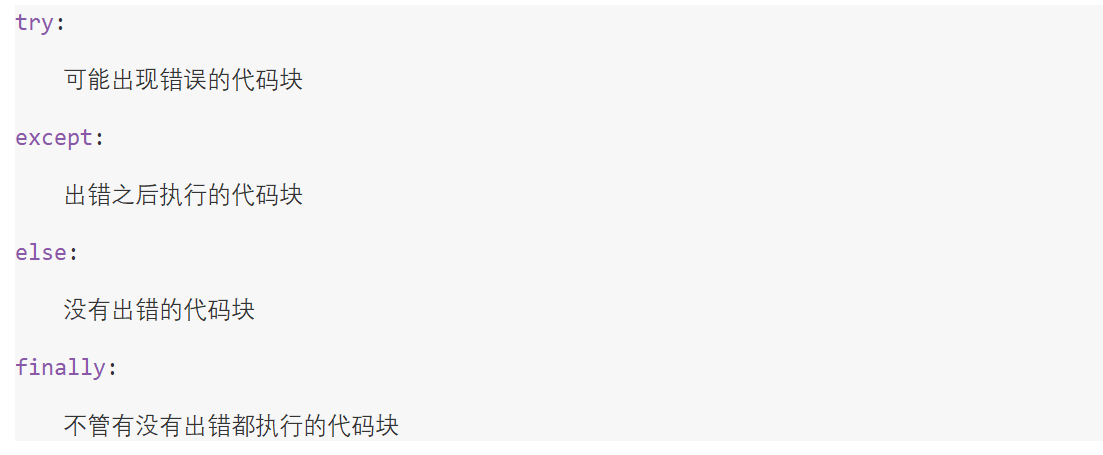 try:
可能出现错误的代码块
except:
出错之后执行的代码块
else:
没有出错的代码块
finally:
不管有没有出错都执行的代码块